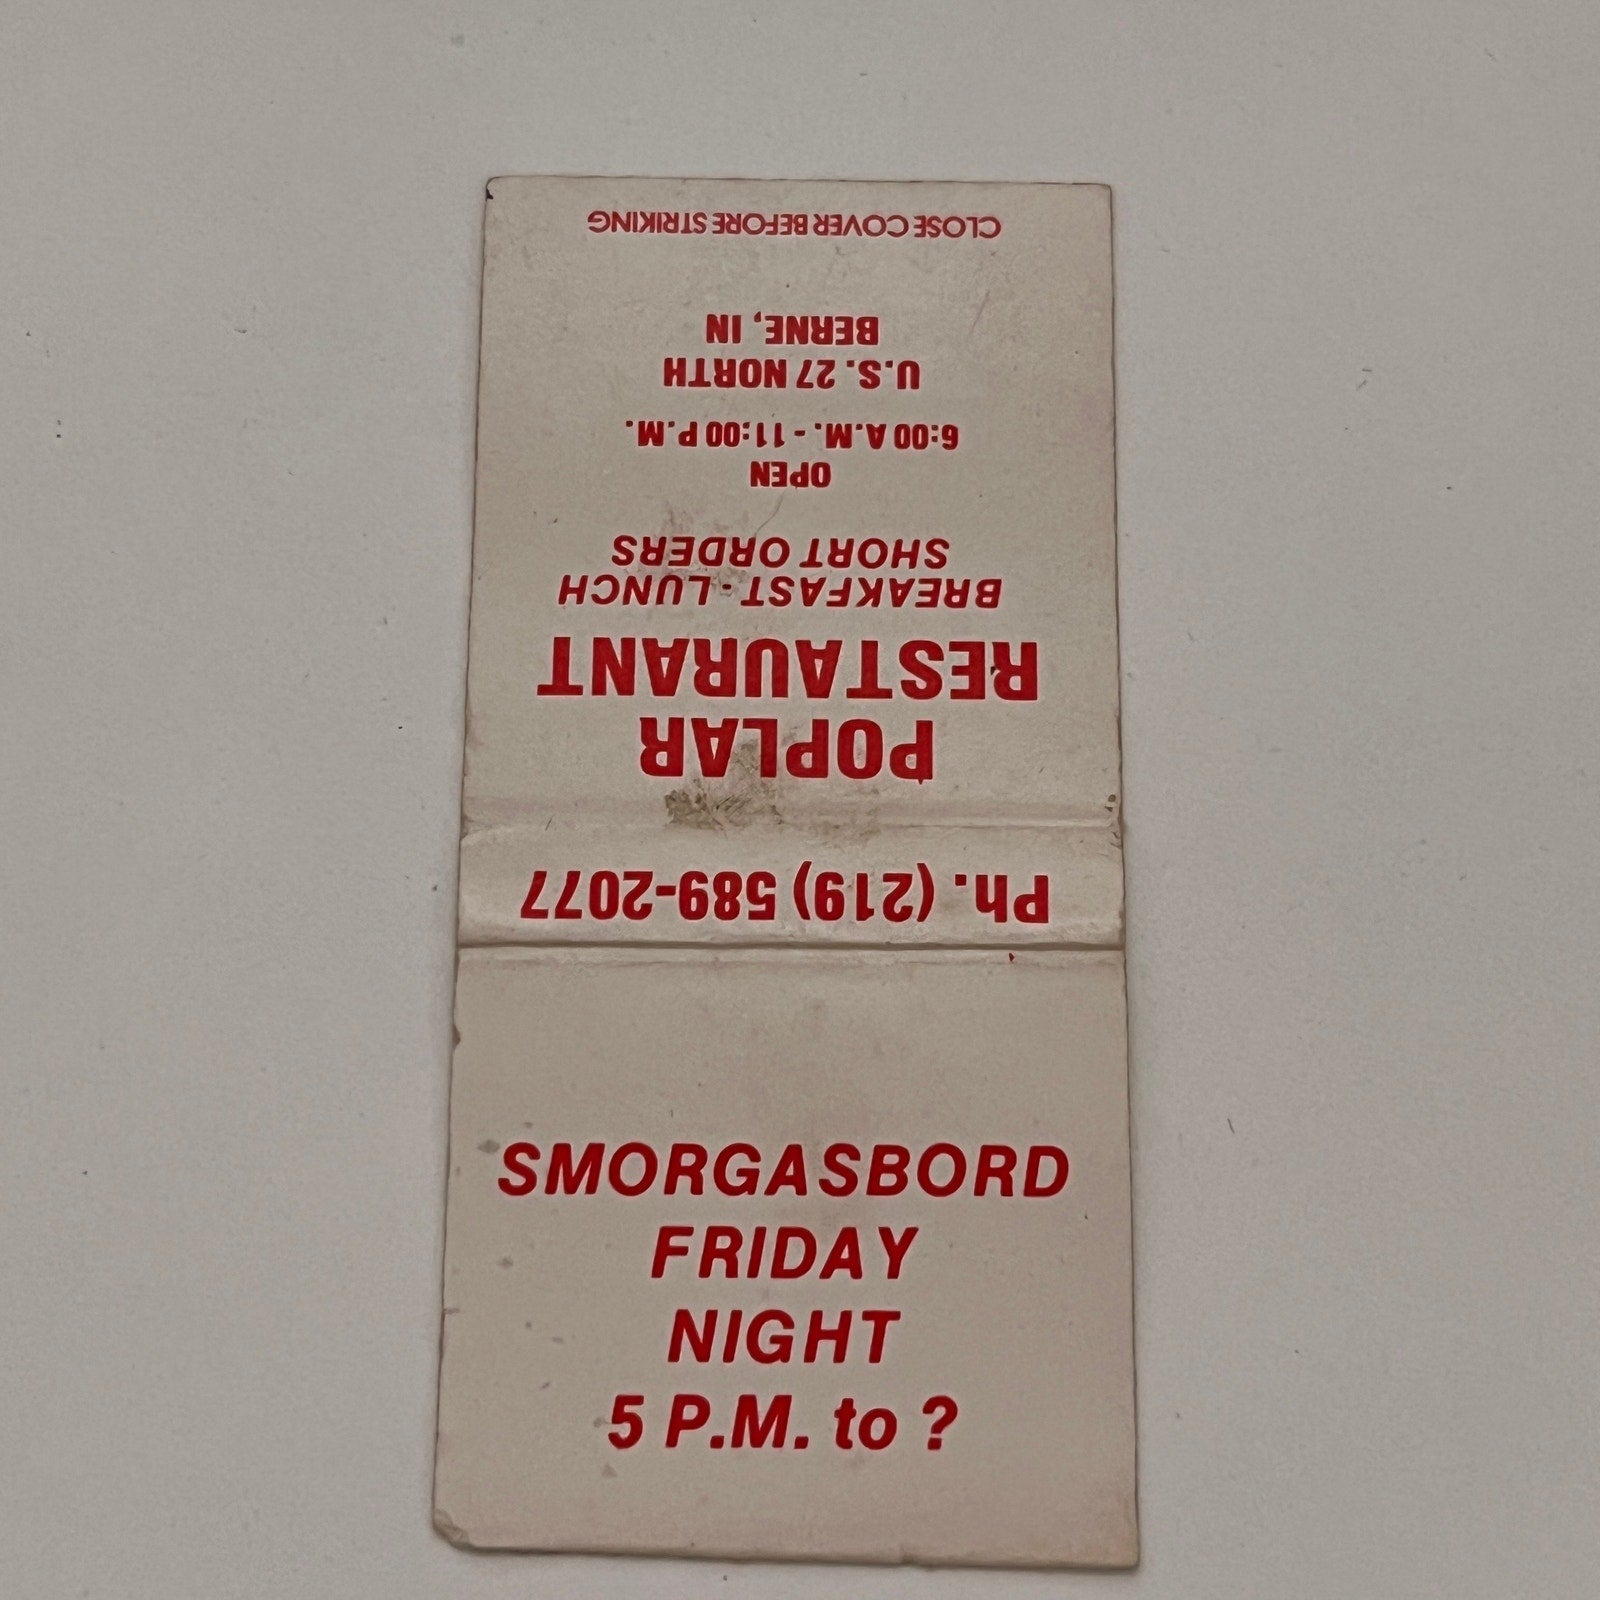 POPLAR
RESTAURANT
BREAKFAST - LUNCH
SHORT ORDERS
OPEN
6:00 A.M. - 11:00 P.M.
U.S. 27 NORTH
BERNE, IN
CLOSE COVER BEFORE STRIKING
Ph. (219) 589-2077
SMORGASBORD
FRIDAY
NIGHT
5 P.M. to ?